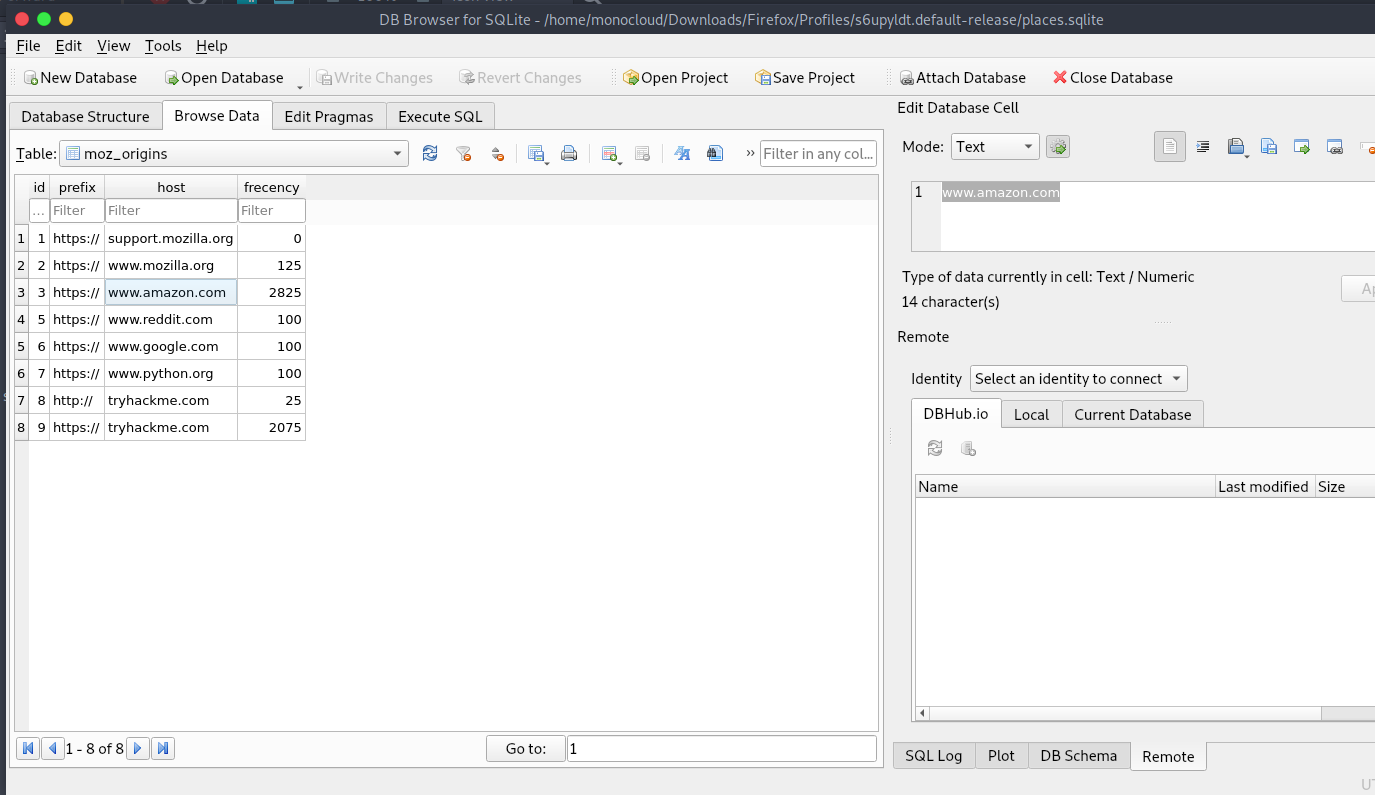 DB Browser for SQLite - /home/monocloud/Downloads/Firefox/Profiles/s6upyldt.default-release/places.sqlite
File Edit View Tools Help
New Database Open Database Write Changes Revert Changes Open Project Save Project Attach Database Close Database
Database Structure Browse Data Edit Pragmas Execute SQL
Table: moz_origins Filter in any col...
id prefix host frecency
... Filter Filter Filter
1 1 https:// support.mozilla.org 0
2 2 https:// www.mozilla.org 125
3 3 https:// www.amazon.com 2825
4 5 https:// www.reddit.com 100
5 6 https:// www.google.com 100
6 7 https:// www.python.org 100
7 8 http:// tryhackme.com 25
8 9 https:// tryhackme.com 2075
1 - 8 of 8 Go to: 1
Edit Database Cell
Mode: Text
1 www.amazon.com
Type of data currently in cell: Text / Numeric
14 character(s)
Ap
Remote
Identity Select an identity to connect
DBHub.io Local Current Database
Name Last modified Size
SQL Log Plot DB Schema Remote